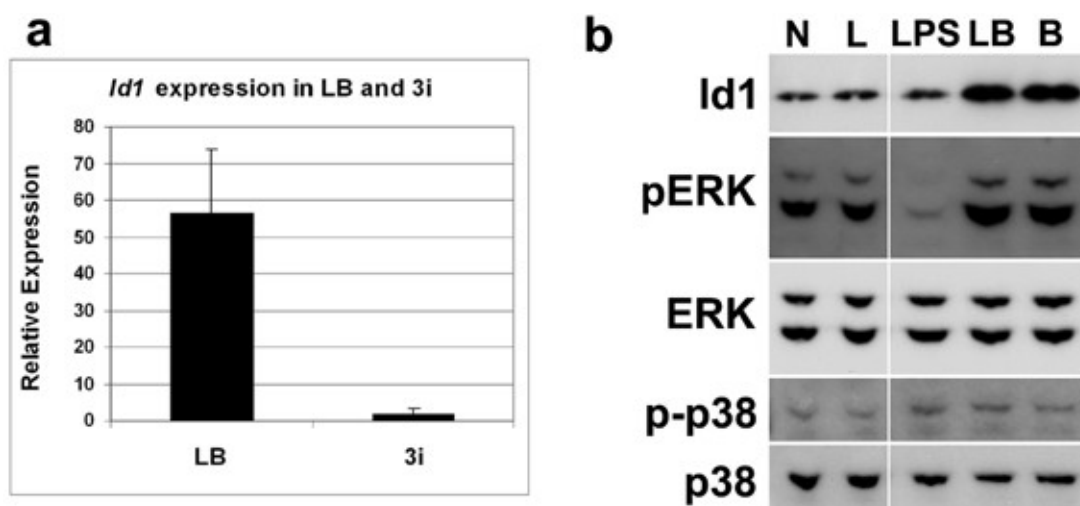 a
Id1 expression in LB and 3i
Relative Expression
80
70
60
50
40
30
20
10
0
LB 3i
b
N L LPS LB B
Id1
pERK
ERK
p-p38
p38